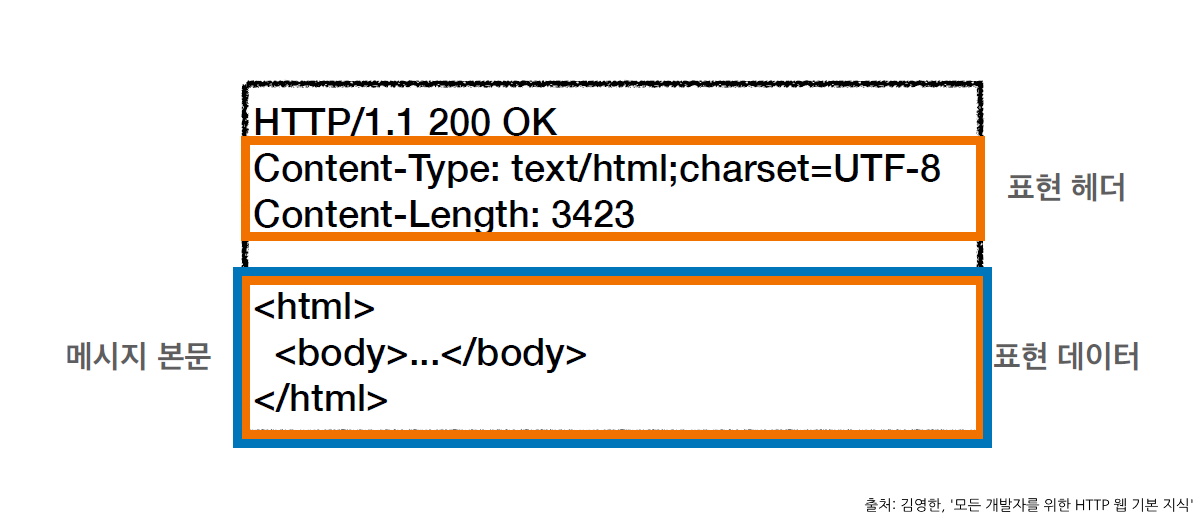 HTTP/1.1 200 OK
Content-Type: text/html;charset=UTF-8
Content-Length: 3423
표현 헤더
<html>
<body>...</body>
</html>
메시지 본문
표현 데이터
출처: 김영한, '모든 개발자를 위한 HTTP 웹 기본 지식'